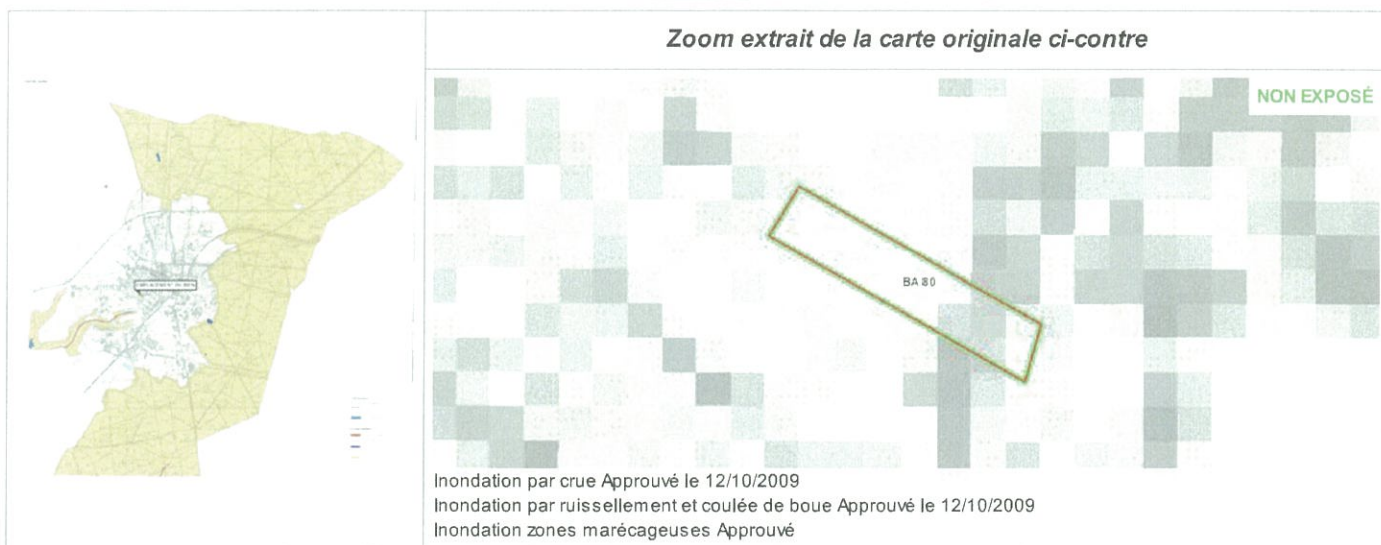 Zoom extrait de la carte originale ci-contre
NON EXPOSÉ
BA 80
Inondation par crue Approuvé le 12/10/2009
Inondation par ruissellement et coulée de boue Approuvé le 12/10/2009
Inondation zones marécageuses Approuvé